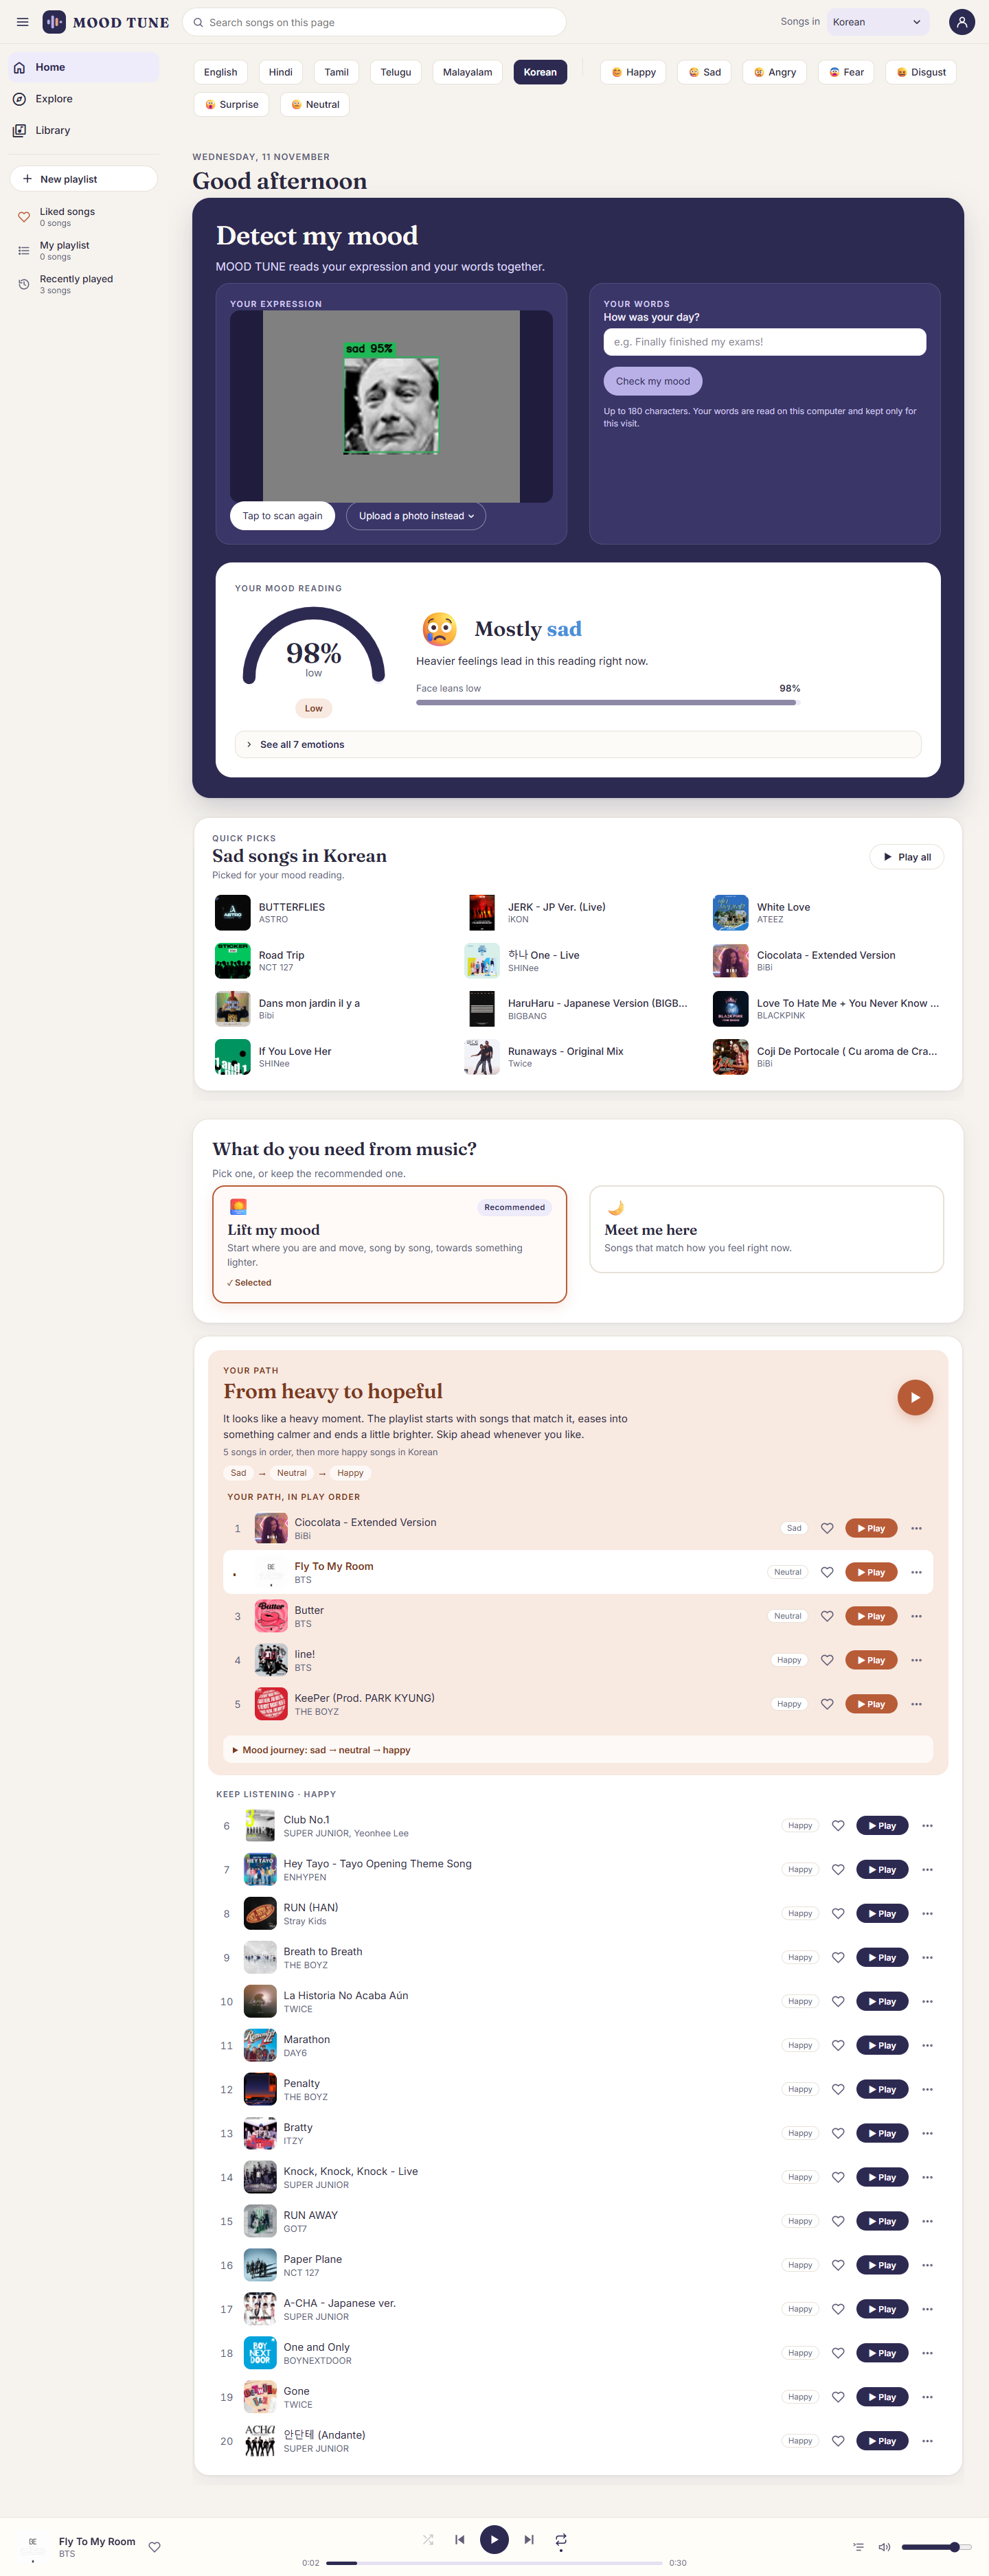 MOOD TUNE
Search songs on this page
Songs in
Korean
Home
Explore
Library
New playlist
Liked songs
0 songs
My playlist
0 songs
Recently played
3 songs
English
Hindi
Tamil
Telugu
Malayalam
Korean
Happy
Sad
Angry
Fear
Disgust
Surprise
Neutral
WEDNESDAY, 11 NOVEMBER
Good afternoon
Detect my mood
MOOD TUNE reads your expression and your words together.
YOUR EXPRESSION
sad 95%
Tap to scan again
Upload a photo instead
YOUR WORDS
How was your day?
e.g. Finally finished my exams!
Check my mood
Up to 180 characters. Your words are read on this computer and kept only for
this visit.
YOUR MOOD READING
98%
low
Low
Mostly sad
Heavier feelings lead in this reading right now.
Face leans low
98%
See all 7 emotions
QUICK PICKS
Sad songs in Korean
Picked for your mood reading.
Play all
BUTTERFLIES
ASTRO
JERK - JP Ver. (Live)
iKON
White Love
ATEEZ
Road Trip
NCT 127
하나 One - Live
SHINee
Ciocolata - Extended Version
BiBi
Dans mon jardin il y a
Bibi
HaruHaru - Japanese Version (BIGB...
BIGBANG
Love To Hate Me + You Never Know ...
BLACKPINK
If You Love Her
SHINee
Runaways - Original Mix
Twice
Coji De Portocale ( Cu aroma de Cra...
BiBi
What do you need from music?
Pick one, or keep the recommended one.
Recommended
Lift my mood
Start where you are and move, song by song, towards something
lighter.
✓ Selected
Meet me here
Songs that match how you feel right now.
YOUR PATH
From heavy to hopeful
It looks like a heavy moment. The playlist starts with songs that match it, eases into
something calmer and ends a little brighter. Skip ahead whenever you like.
5 songs in order, then more happy songs in Korean
Sad → Neutral → Happy
YOUR PATH, IN PLAY ORDER
1
Ciocolata - Extended Version
BiBi
Sad
Play
Fly To My Room
BTS
Neutral
Play
3
Butter
BTS
Neutral
Play
4
line!
BTS
Happy
Play
5
KeePer (Prod. PARK KYUNG)
THE BOYZ
Happy
Play
Mood journey: sad → neutral → happy
KEEP LISTENING · HAPPY
6
Club No.1
SUPER JUNIOR, Yeonhee Lee
Happy
Play
7
Hey Tayo - Tayo Opening Theme Song
ENHYPEN
Happy
Play
8
RUN (HAN)
Stray Kids
Happy
Play
9
Breath to Breath
THE BOYZ
Happy
Play
10
La Historia No Acaba Aún
TWICE
Happy
Play
11
Marathon
DAY6
Happy
Play
12
Penalty
THE BOYZ
Happy
Play
13
Bratty
ITZY
Happy
Play
14
Knock, Knock, Knock - Live
SUPER JUNIOR
Happy
Play
15
RUN AWAY
GOT7
Happy
Play
16
Paper Plane
NCT 127
Happy
Play
17
A-CHA - Japanese ver.
SUPER JUNIOR
Happy
Play
18
One and Only
BOYNEXTDOOR
Happy
Play
19
Gone
TWICE
Happy
Play
20
안단테 (Andante)
SUPER JUNIOR
Happy
Play
Fly To My Room
BTS
0:02
0:30